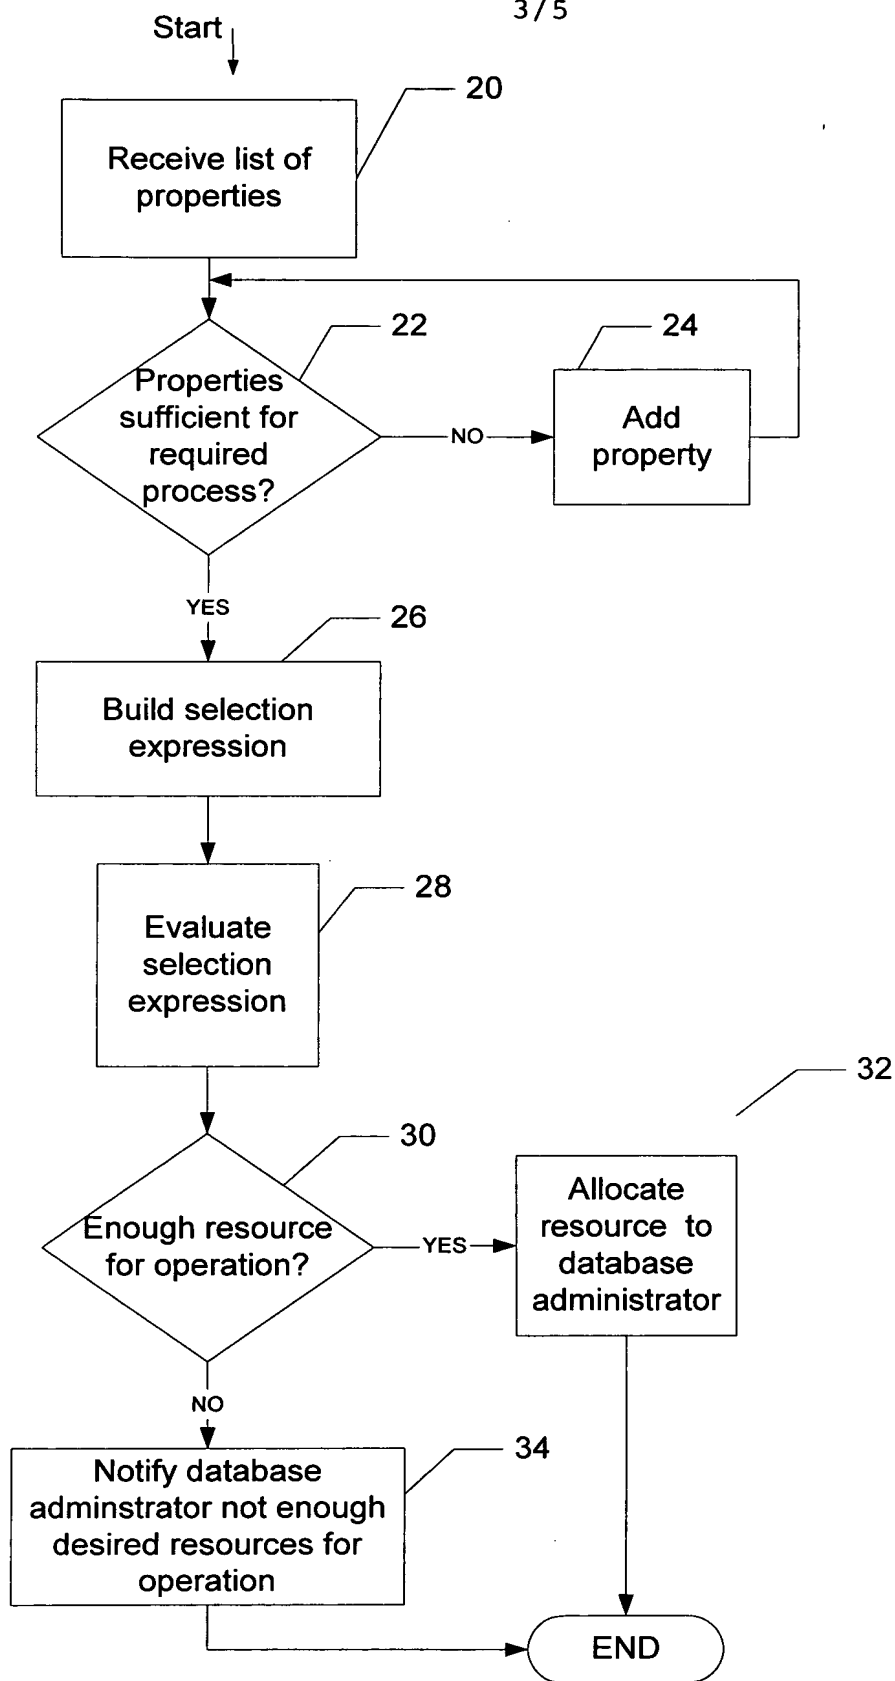 3/5
Start
20
Receive list of
properties
22
24
Properties
sufficient for
required
process?
NO
Add
property
YES
26
Build selection
expression
28
Evaluate
selection
expression
32
30
Enough resource
for operation?
YES
Allocate
resource to
database
administrator
NO
34
Notify database
adminstrator not enough
desired resources for
operation
END